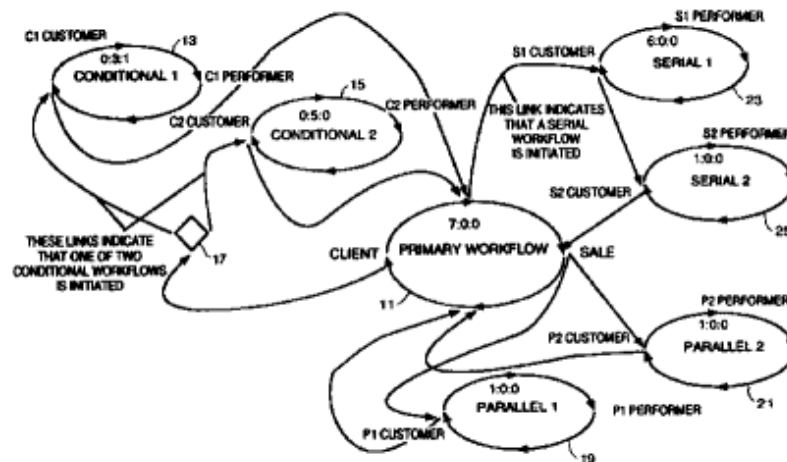 C1 CUSTOMER
13
0:3:1
CONDITIONAL 1
C1 PERFORMER
C2 CUSTOMER
15
0:5:0
CONDITIONAL 2
C2 PERFORMER
S1 CUSTOMER
S1 PERFORMER
6:0:0
SERIAL 1
23
THIS LINK INDICATES
THAT A SERIAL
WORKFLOW
IS INITIATED
S2 PERFORMER
1:0:0
SERIAL 2
S2 CUSTOMER
25
THESE LINKS INDICATE
THAT ONE OF TWO
CONDITIONAL WORKFLOWS
IS INITIATED
17
CLIENT
7:0:0
PRIMARY WORKFLOW
SALE
11
P2 PERFORMER
1:0:0
P2 CUSTOMER
PARALLEL 2
21
1:0:0
PARALLEL 1
P1 CUSTOMER
P1 PERFORMER
19